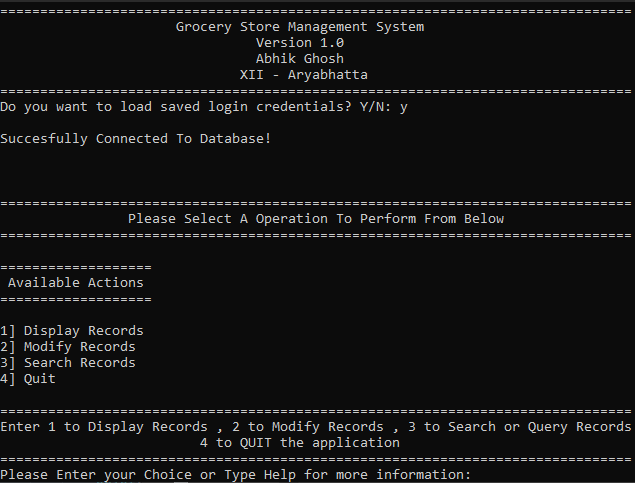 ===============================================================================
Grocery Store Management System
Version 1.0
Abhik Ghosh
XII - Aryabhatta
===============================================================================
Do you want to load saved login credentials? Y/N: y
Succesfully Connected To Database!
===============================================================================
Please Select A Operation To Perform From Below
===============================================================================
===================
Available Actions
===================
1] Display Records
2] Modify Records
3] Search Records
4] Quit
===============================================================================
Enter 1 to Display Records , 2 to Modify Records , 3 to Search or Query Records
4 to QUIT the application
===============================================================================
Please Enter your Choice or Type Help for more information: